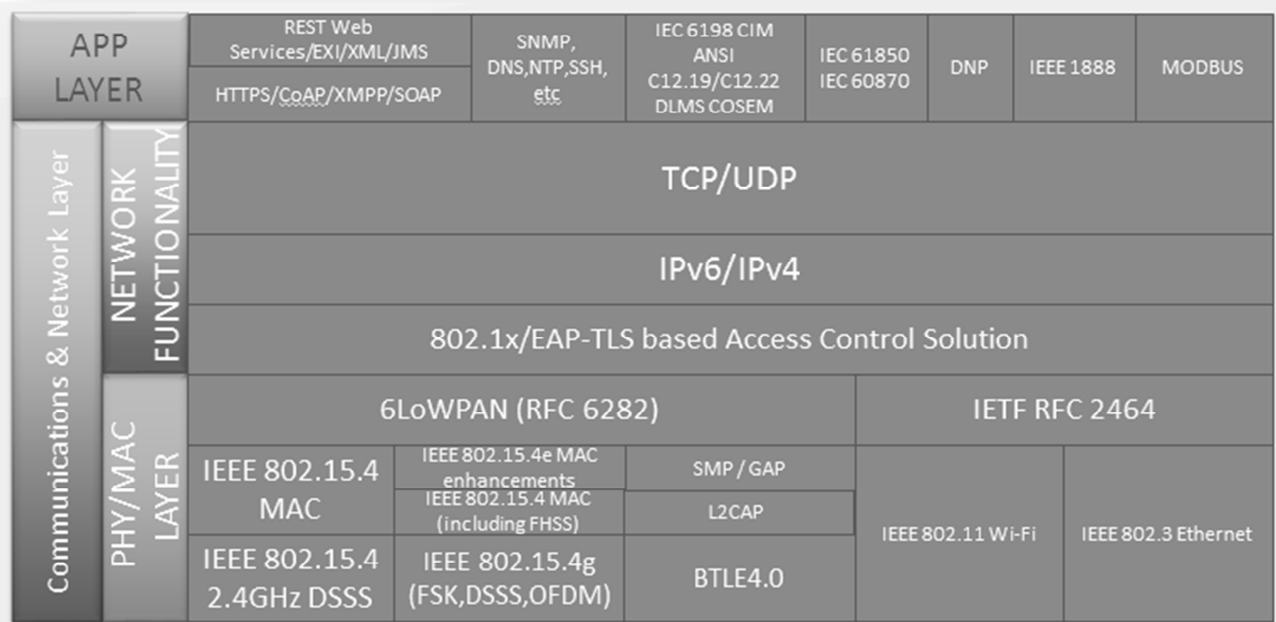 APP
LAYER
REST Web
Services/EXI/XML/JMS
HTTPS/CoAP/XMPP/SOAP
SNMP,
DNS,NTP,SSH,
etc
IEC 6198 CIM
ANSI
C12.19/C12.22
DLMS COSEM
IEC 61850
IEC 60870
DNP
IEEE 1888
MODBUS
Communications & Network Layer
NETWORK
FUNCTIONALITY
TCP/UDP
IPv6/IPv4
802.1x/EAP-TLS based Access Control Solution
PHY/MAC
LAYER
6LoWPAN (RFC 6282)
IETF RFC 2464
IEEE 802.15.4
MAC
IEEE 802.15.4e MAC
enhancements
IEEE 802.15.4 MAC
(including FHSS)
SMP / GAP
L2CAP
IEEE 802.11 Wi-Fi
IEEE 802.3 Ethernet
IEEE 802.15.4
2.4GHz DSSS
IEEE 802.15.4g
(FSK,DSSS,OFDM)
BTLE4.0